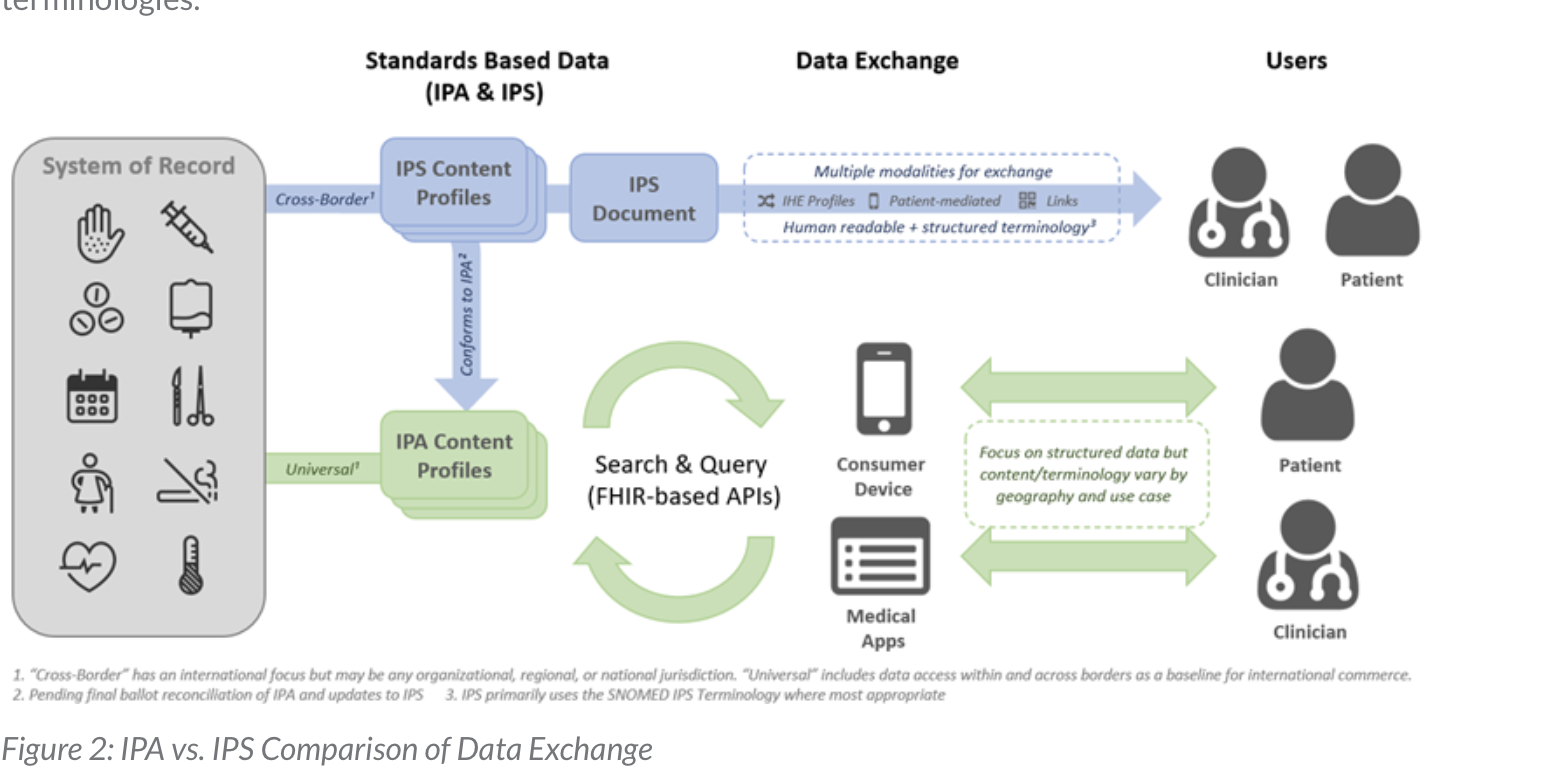 terminologies.
Standards Based Data
(IPA & IPS)
Data Exchange
Users
System of Record
Cross-Border¹
IPS Content
Profiles
IPS
Document
Multiple modalities for exchange
IHE Profiles
Patient-mediated
Links
Human readable + structured terminology³
Clinician
Patient
Conforms to IPA²
Universal¹
IPA Content
Profiles
Search & Query
(FHIR-based APIs)
Consumer
Device
Medical
Apps
Focus on structured data but
content/terminology vary by
geography and use case
Patient
Clinician
1. “Cross-Border” has an international focus but may be any organizational, regional, or national jurisdiction. “Universal” includes data access within and across borders as a baseline for international commerce.
2. Pending final ballot reconciliation of IPA and updates to IPS 3. IPS primarily uses the SNOMED IPS Terminology where most appropriate
Figure 2: IPA vs. IPS Comparison of Data Exchange